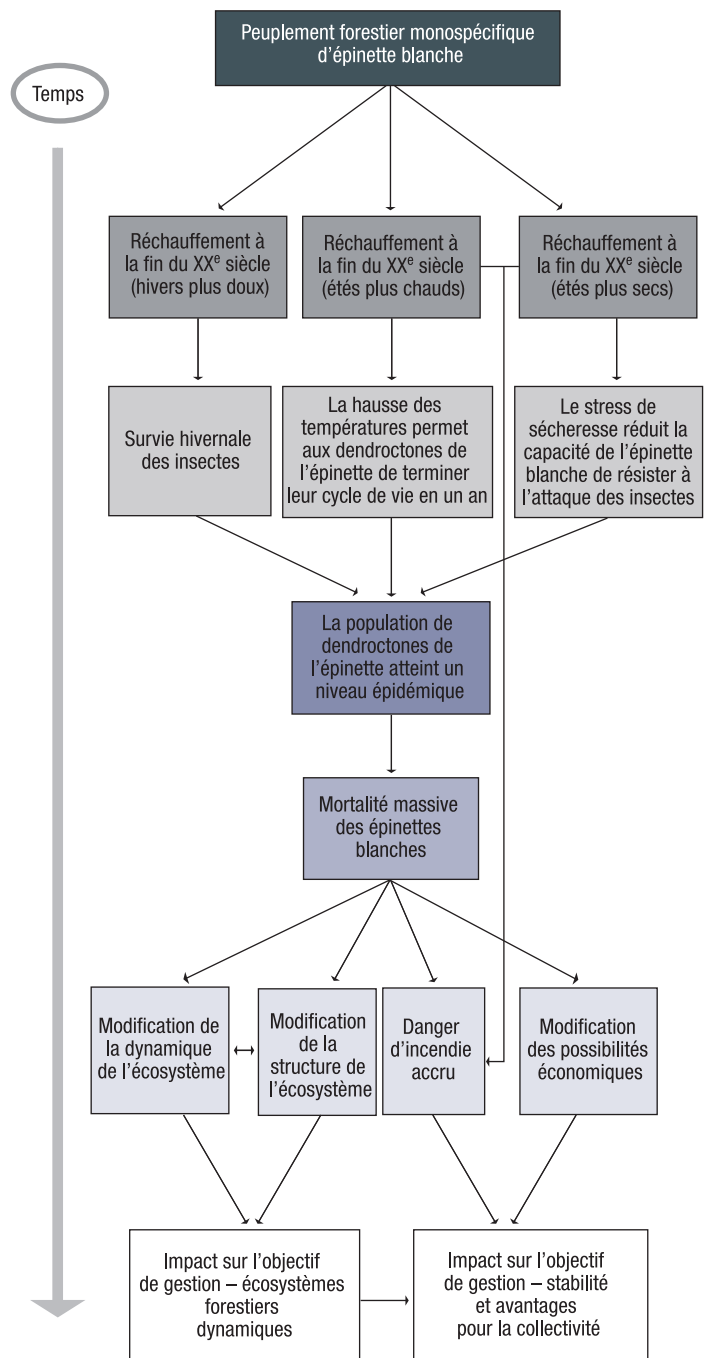 Peuplement forestier monospécifique
d'épinette blanche
Temps
Réchauffement à
la fin du XXe siècle
(hivers plus doux)
Réchauffement à
la fin du XXe siècle
(étés plus chauds)
Réchauffement à
la fin du XXe siècle
(étés plus secs)
Survie hivernale
des insectes
La hausse des
températures permet
aux dendroctones de
l'épinette de terminer
leur cycle de vie en un an
Le stress de
sécheresse réduit la
capacité de l'épinette
blanche de résister à
l'attaque des insectes
La population de
dendroctones de
l'épinette atteint un
niveau épidémique
Mortalité massive
des épinettes
blanches
Modification de
la dynamique
de l'écosystème
Modification
de la
structure de
l'écosystème
Danger
d'incendie
accru
Modification
des possibilités
économiques
Impact sur l'objectif
de gestion – écosystèmes
forestiers
dynamiques
Impact sur l'objectif
de gestion – stabilité
et avantages
pour la collectivité